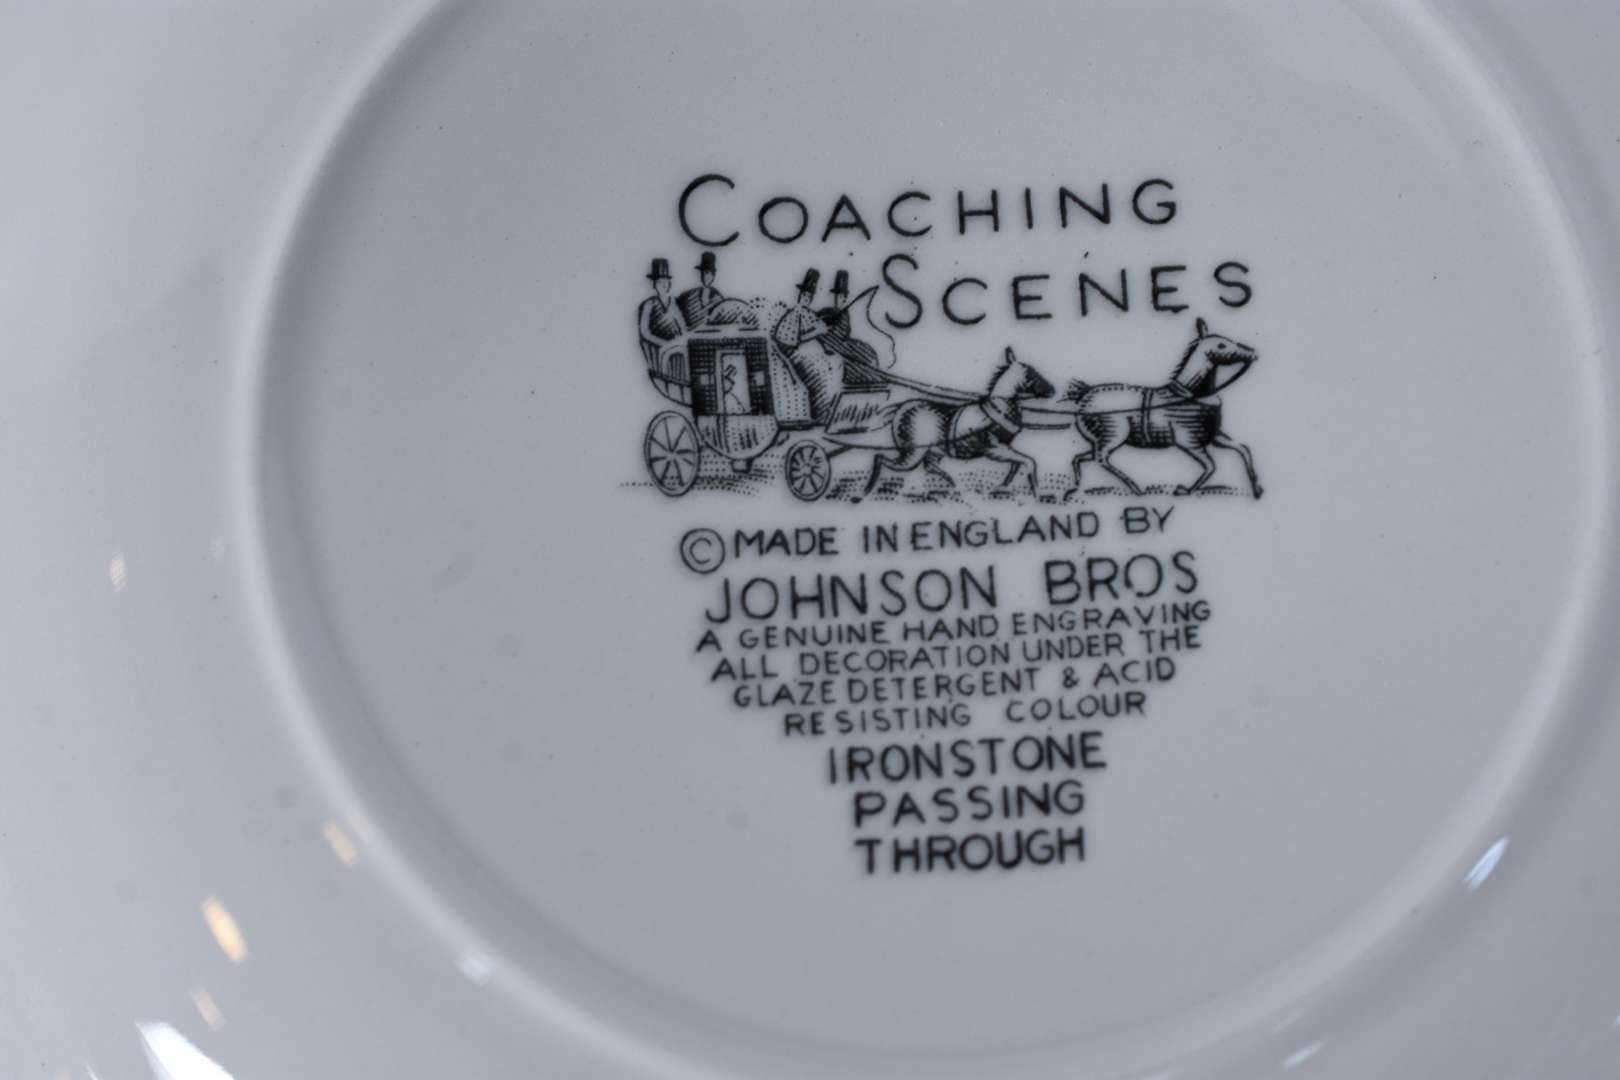 COACHING
SCENES
© MADE IN ENGLAND BY
JOHNSON BROS
A GENUINE HAND ENGRAVING
ALL DECORATION UNDER THE
GLAZE DETERGENT & ACID
RESISTING COLOUR
IRONSTONE
PASSING
THROUGH